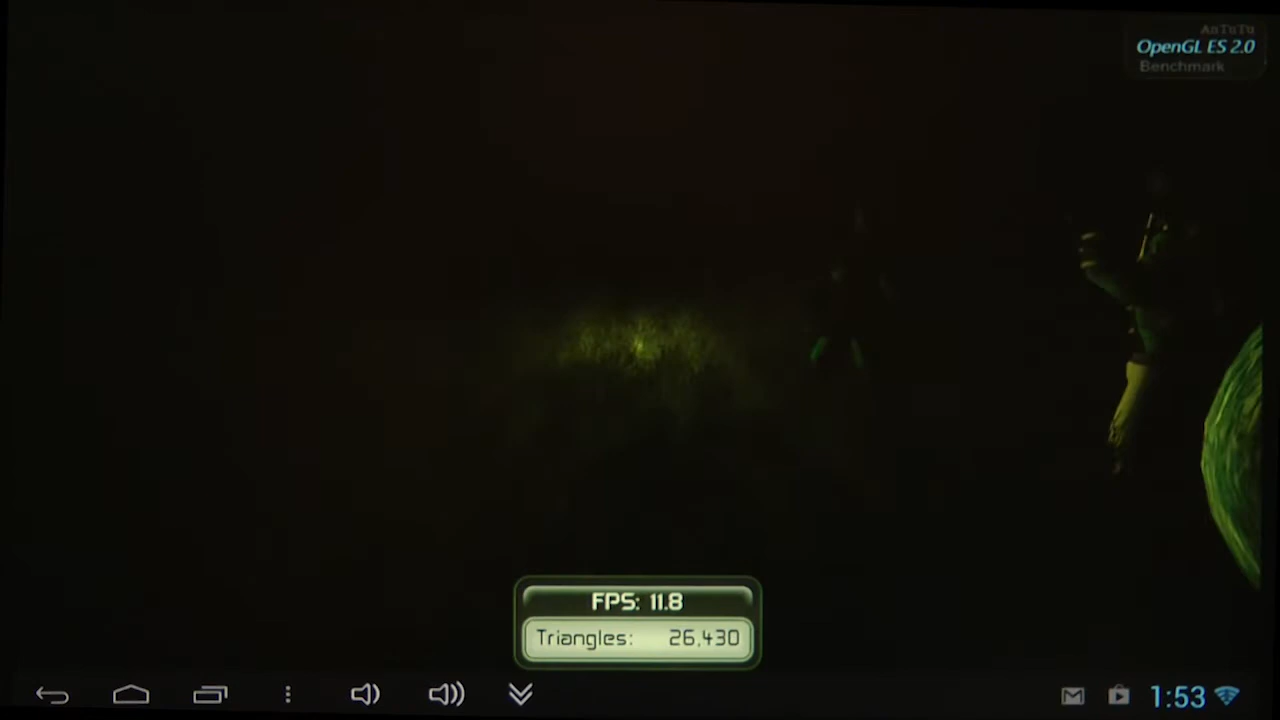 AnTuTu
OpenGL ES 2.0
Benchmark
FPS: 11.8
Triangles: 26,430
1:53